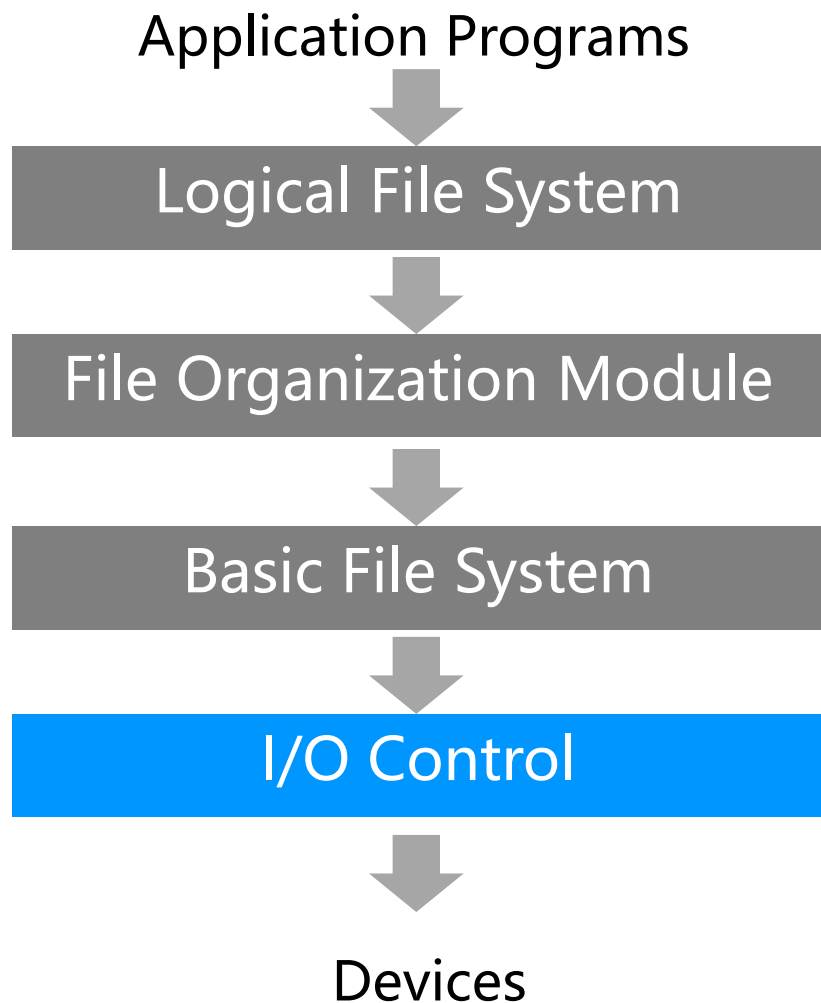 Application Programs
Logical File System
File Organization Module
Basic File System
I/O Control
Devices